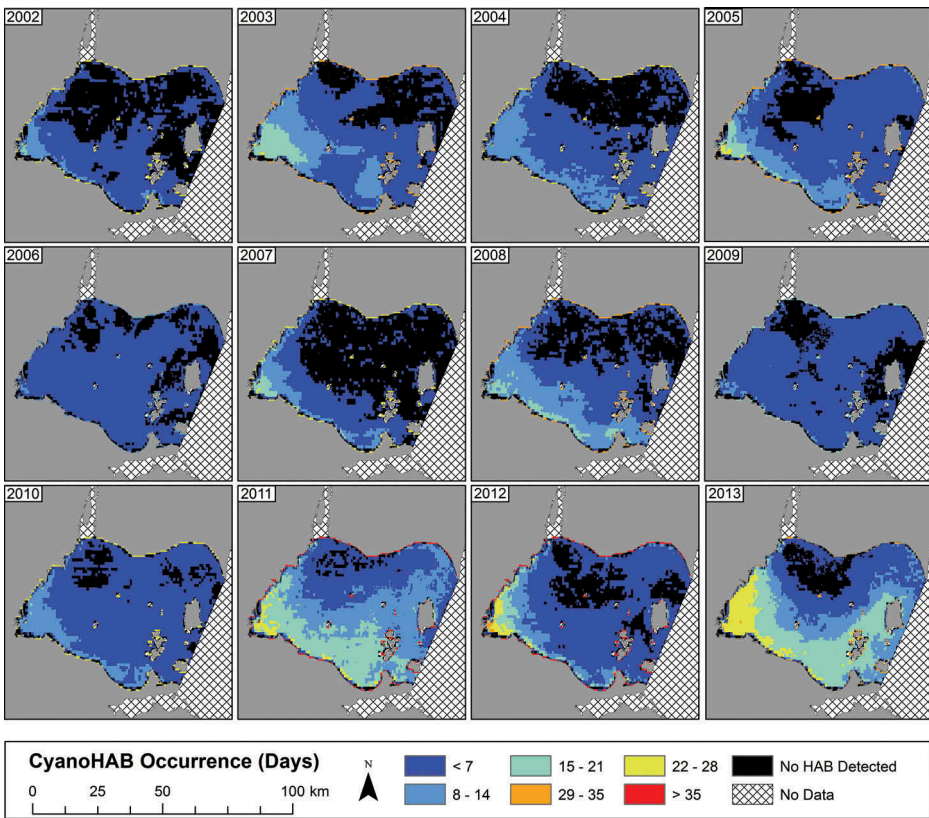 2002 2003 2004 2005
2006 2007 2008 2009
2010 2011 2012 2013
CyanoHAB Occurrence (Days)
0 25 50 100 km
N
< 7 15 - 21 22 - 28 No HAB Detected
8 - 14 29 - 35 > 35 No Data